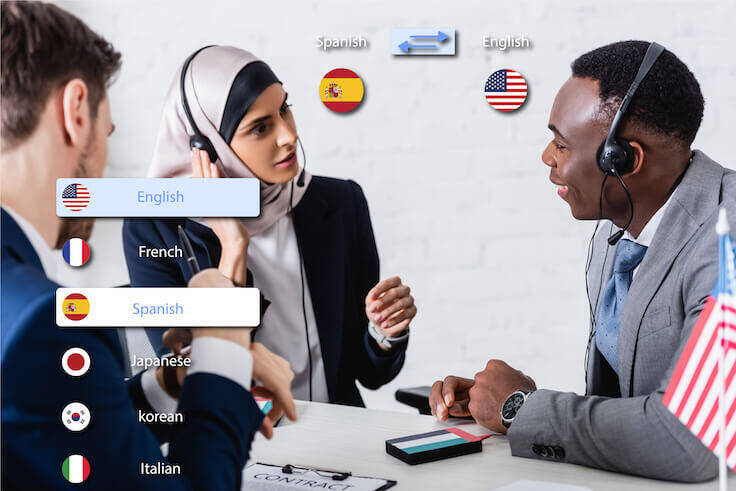 Spanish
English
English
French
Spanish
Japanese
korean
Italian
CONTRACT